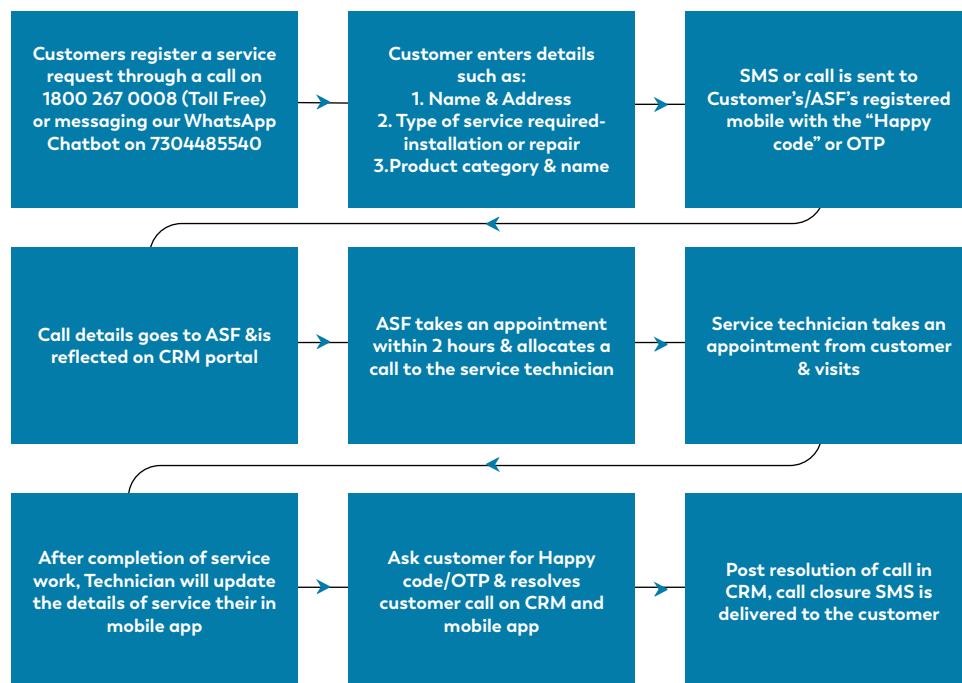 Customers register a service
request through a call on
1800 267 0008 (Toll Free)
or messaging our WhatsApp
Chatbot on 7304485540
Customer enters details
such as:
1. Name & Address
2. Type of service required-
installation or repair
3.Product category & name
SMS or call is sent to
Customer's/ASF's registered
mobile with the “Happy
code” or OTP
Call details goes to ASF &is
reflected on CRM portal
ASF takes an appointment
within 2 hours & allocates a
call to the service technician
Service technician takes an
appointment from customer
& visits
After completion of service
work, Technician will update
the details of service their in
mobile app
Ask customer for Happy
code/OTP & resolves
customer call on CRM and
mobile app
Post resolution of call in
CRM, call closure SMS is
delivered to the customer